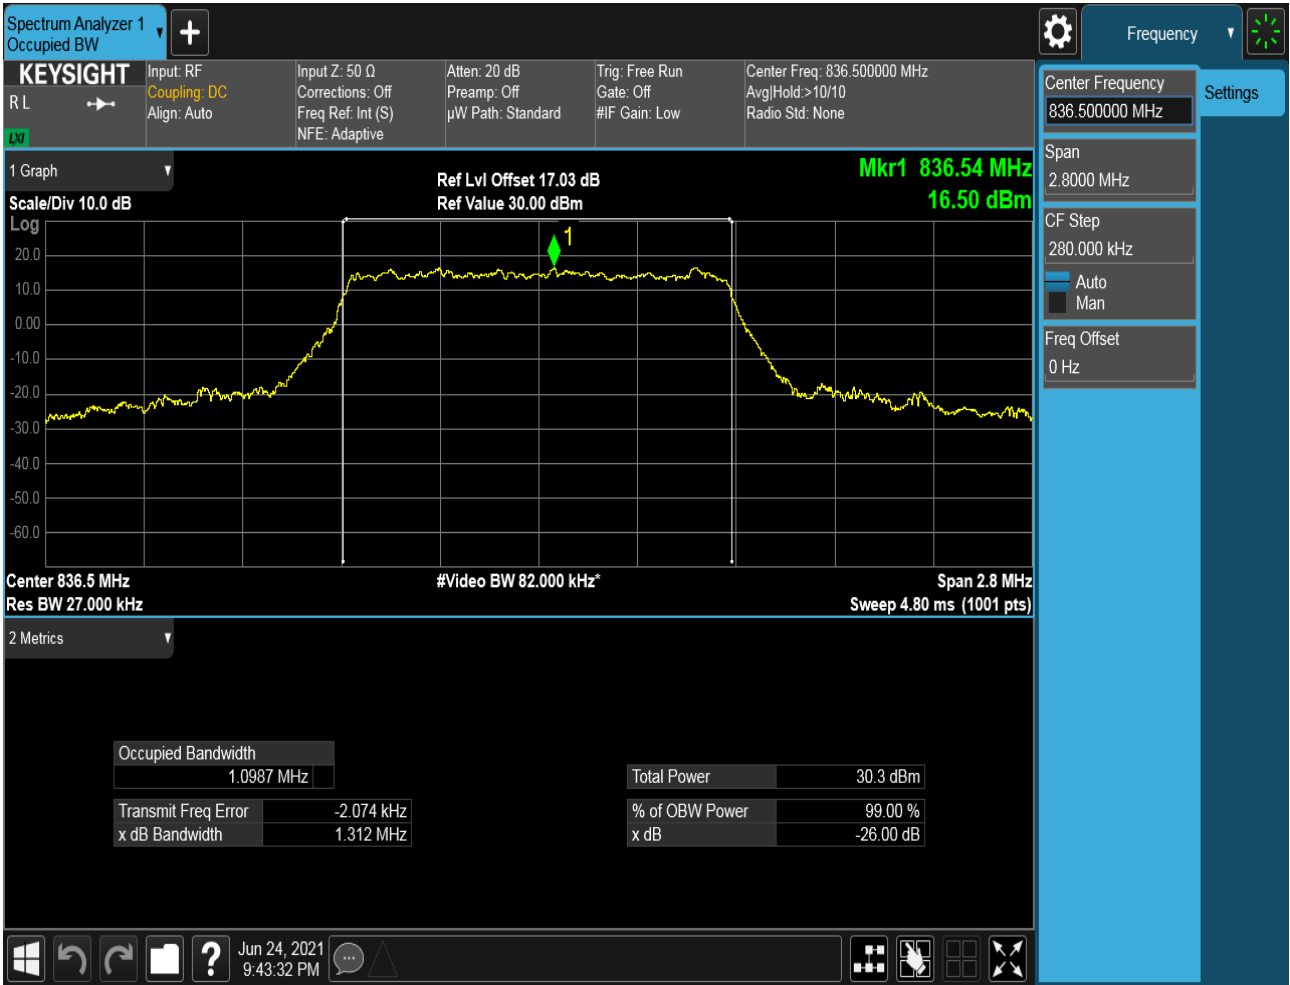 Spectrum Analyzer 1
Occupied BW
Frequency
KEYSIGHT
R L
LXI
Input: RF
Coupling: DC
Align: Auto
Input Z: 50 Ω
Corrections: Off
Freq Ref: Int (S)
NFE: Adaptive
Atten: 20 dB
Preamp: Off
µW Path: Standard
Trig: Free Run
Gate: Off
#IF Gain: Low
Center Freq: 836.500000 MHz
Avg|Hold:>10/10
Radio Std: None
Center Frequency
836.500000 MHz
Settings
Span
2.8000 MHz
CF Step
280.000 kHz
Auto
Man
Freq Offset
0 Hz
1 Graph
Scale/Div 10.0 dB
Ref Lvl Offset 17.03 dB
Ref Value 30.00 dBm
Mkr1 836.54 MHz
16.50 dBm
Log
1
20.0
10.0
0.00
-10.0
-20.0
-30.0
-40.0
-50.0
-60.0
Center 836.5 MHz
#Video BW 82.000 kHz*
Span 2.8 MHz
Res BW 27.000 kHz
Sweep 4.80 ms (1001 pts)
2 Metrics
Occupied Bandwidth
1.0987 MHz
Total Power 30.3 dBm
Transmit Freq Error -2.074 kHz
% of OBW Power 99.00 %
x dB Bandwidth 1.312 MHz
x dB -26.00 dB
?
Jun 24, 2021
9:43:32 PM